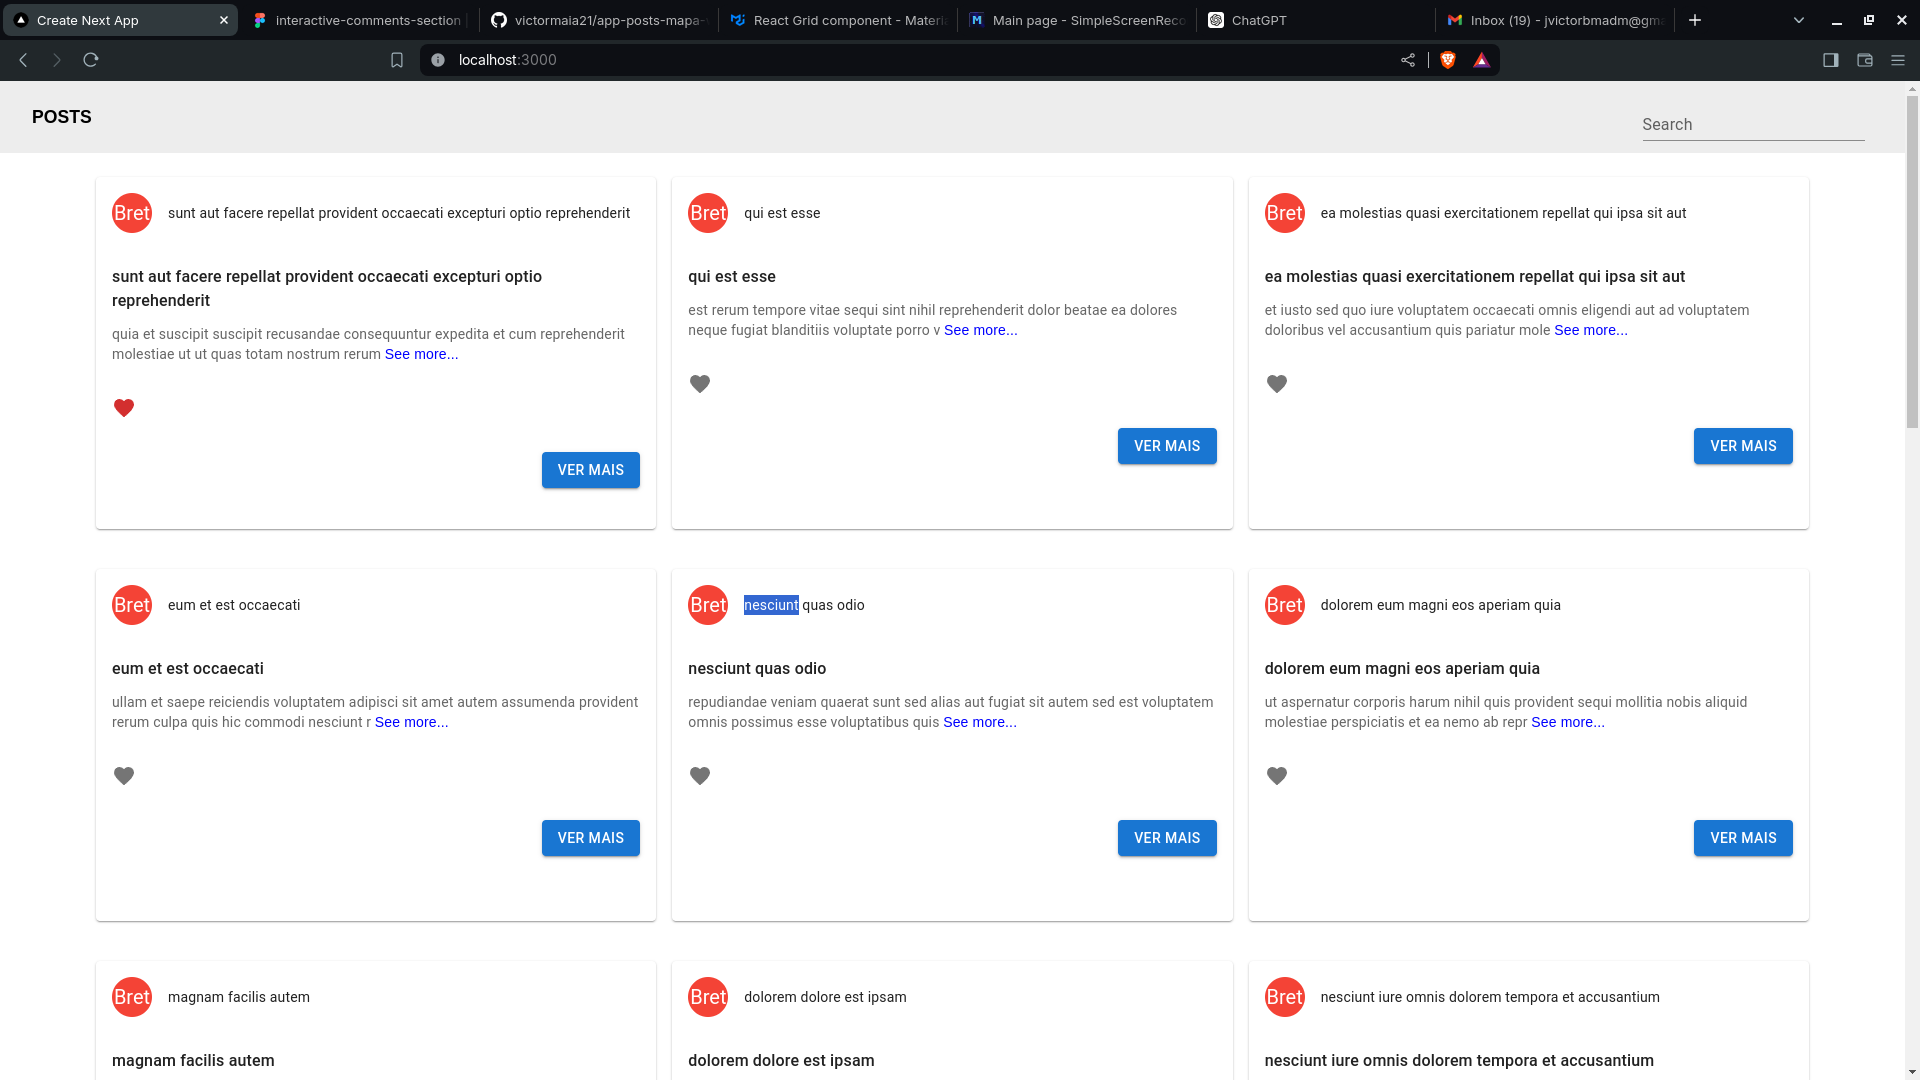 Create Next App
interactive-comments-section
victormaia21/app-posts-mapa-
React Grid component - Materi
Main page - SimpleScreenReco
ChatGPT
Inbox (19) - jvictorbmadm@gm
localhost:3000
POSTS
Search
Bret
sunt aut facere repellat provident occaecati excepturi optio reprehenderit
sunt aut facere repellat provident occaecati excepturi optio
reprehenderit
quia et suscipit suscipit recusandae consequuntur expedita et cum reprehenderit
molestiae ut ut quas totam nostrum rerum See more...
VER MAIS
Bret
qui est esse
qui est esse
est rerum tempore vitae sequi sint nihil reprehenderit dolor beatae ea dolores
neque fugiat blanditiis voluptate porro v See more...
VER MAIS
Bret
ea molestias quasi exercitationem repellat qui ipsa sit aut
ea molestias quasi exercitationem repellat qui ipsa sit aut
et iusto sed quo iure voluptatem occaecati omnis eligendi aut ad voluptatem
doloribus vel accusantium quis pariatur mole See more...
VER MAIS
Bret
eum et est occaecati
eum et est occaecati
ullam et saepe reiciendis voluptatem adipisci sit amet autem assumenda provident
rerum culpa quis hic commodi nesciunt r See more...
VER MAIS
Bret
nesciunt quas odio
nesciunt quas odio
repudiandae veniam quaerat sunt sed alias aut fugiat sit autem sed est voluptatem
omnis possimus esse voluptatibus quis See more...
VER MAIS
Bret
dolorem eum magni eos aperiam quia
dolorem eum magni eos aperiam quia
ut aspernatur corporis harum nihil quis provident sequi mollitia nobis aliquid
molestiae perspiciatis et ea nemo ab repr See more...
VER MAIS
Bret
magnam facilis autem
magnam facilis autem
Bret
dolorem dolore est ipsam
dolorem dolore est ipsam
Bret
nesciunt iure omnis dolorem tempora et accusantium
nesciunt iure omnis dolorem tempora et accusantium